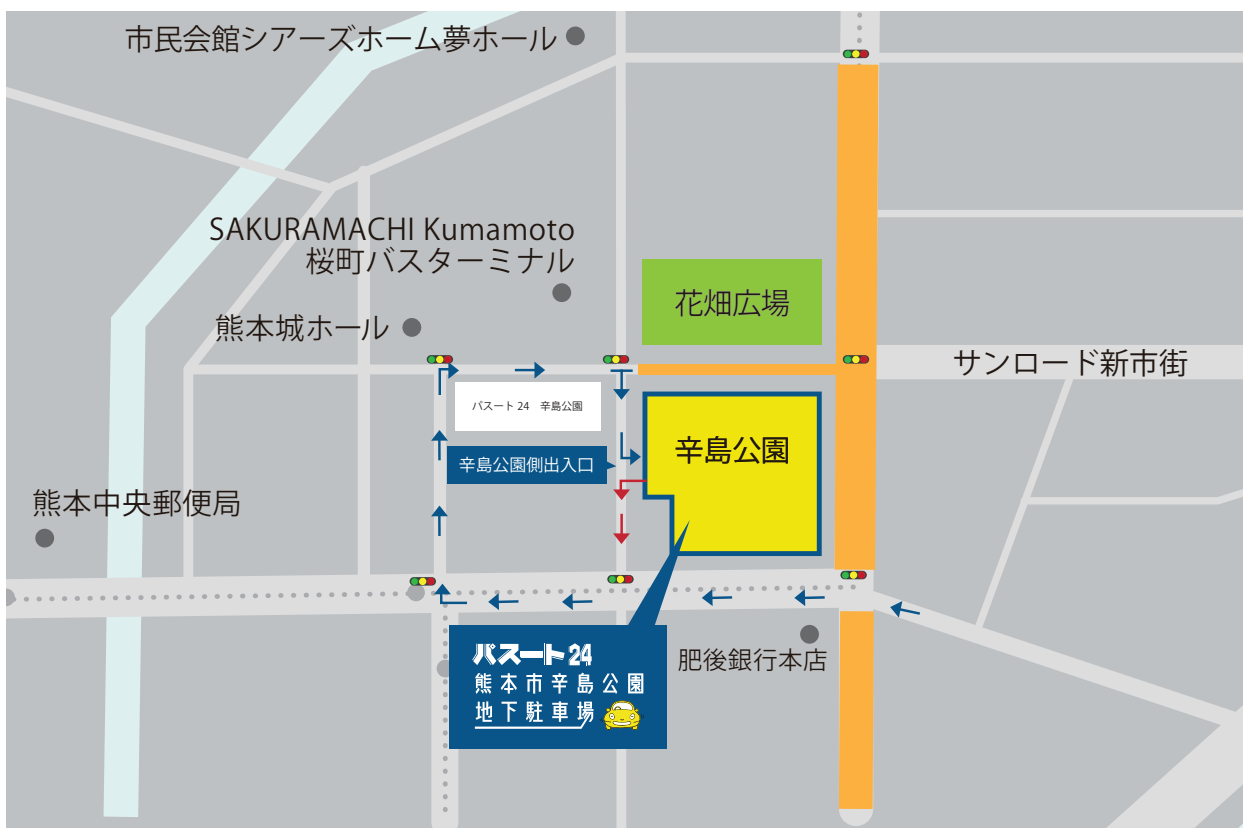 市民会館シアーズホーム夢ホール
SAKURAMACHI Kumamoto
桜町バスターミナル
花畑広場
熊本城ホール
サンロード新市街
パスート24 辛島公園
辛島公園
辛島公園側出入口
熊本中央郵便局
肥後銀行本店
パスート24
熊本市辛島公園
地下駐車場